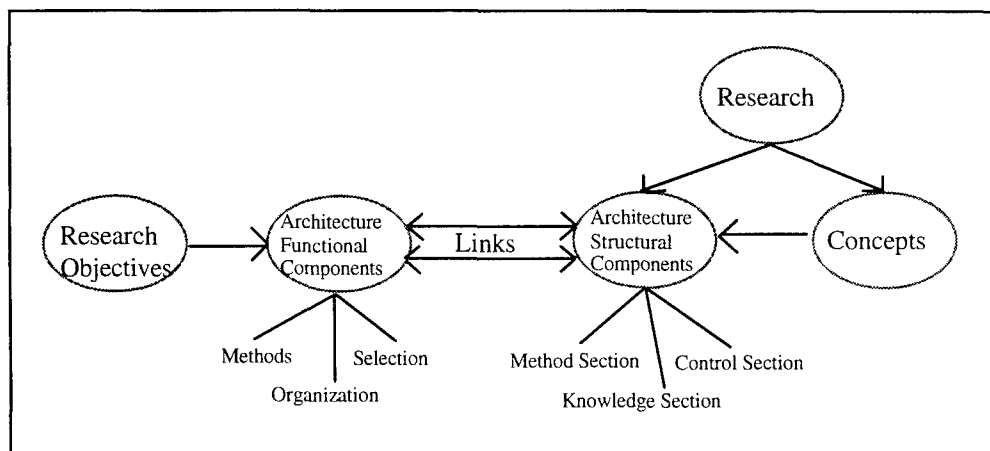 Research
Research
Objectives
Architecture
Functional
Components
Links
Architecture
Structural
Components
Concepts
Methods
Selection
Organization
Method Section
Control Section
Knowledge Section